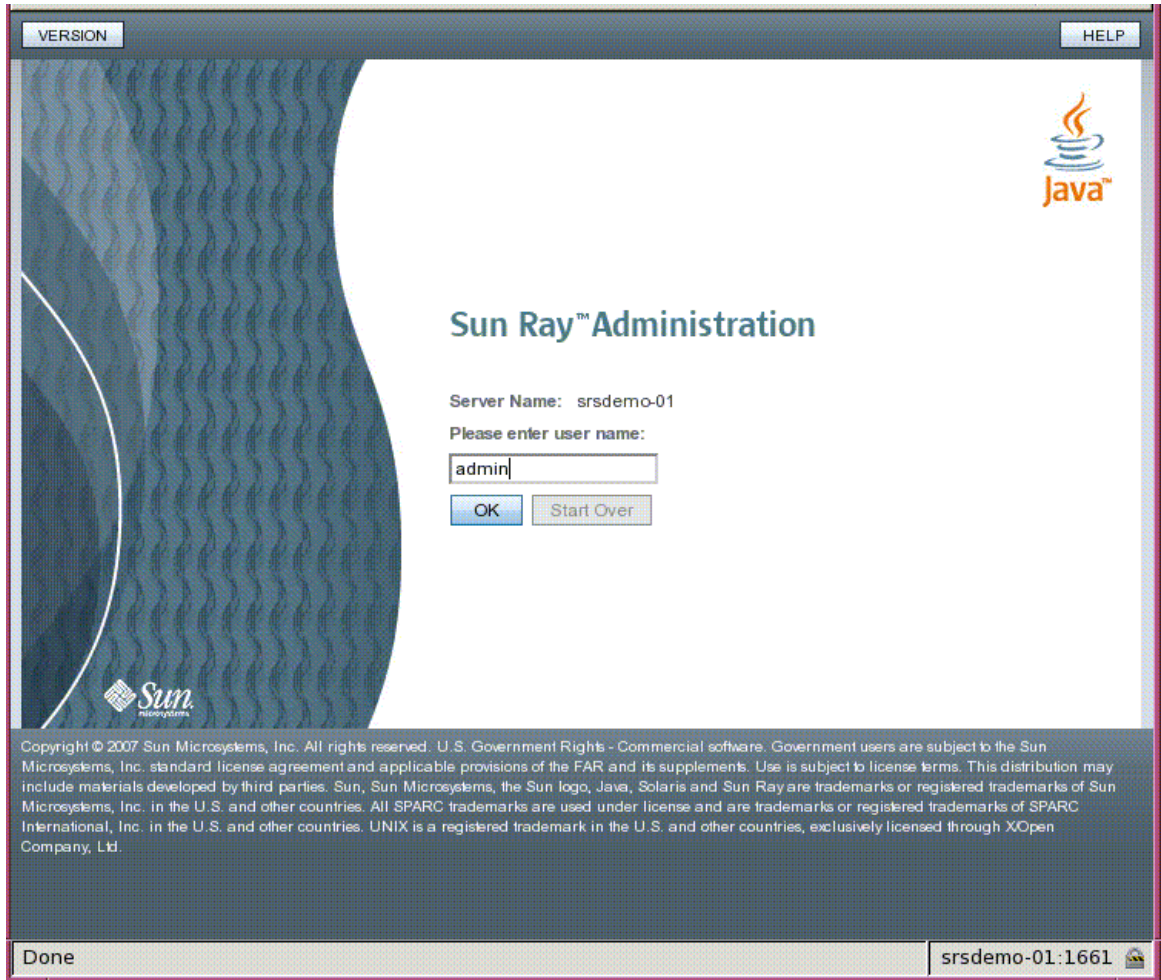 VERSION
HELP
Java™
Sun Ray™ Administration
Server Name: srsdemo-01
Please enter user name:
admin
OK
Start Over
Sun
microsystems
Copyright © 2007 Sun Microsystems, Inc. All rights reserved. U.S. Government Rights - Commercial software. Government users are subject to the Sun
Microsystems, Inc. standard license agreement and applicable provisions of the FAR and its supplements. Use is subject to license terms. This distribution may
include materials developed by third parties. Sun, Sun Microsystems, the Sun logo, Java, Solaris and Sun Ray are trademarks or registered trademarks of Sun
Microsystems, Inc. in the U.S. and other countries. All SPARC trademarks are used under license and are trademarks or registered trademarks of SPARC
International, Inc. in the U.S. and other countries. UNIX is a registered trademark in the U.S. and other countries, exclusively licensed through X/Open
Company, Ltd.
Done
srsdemo-01:1661